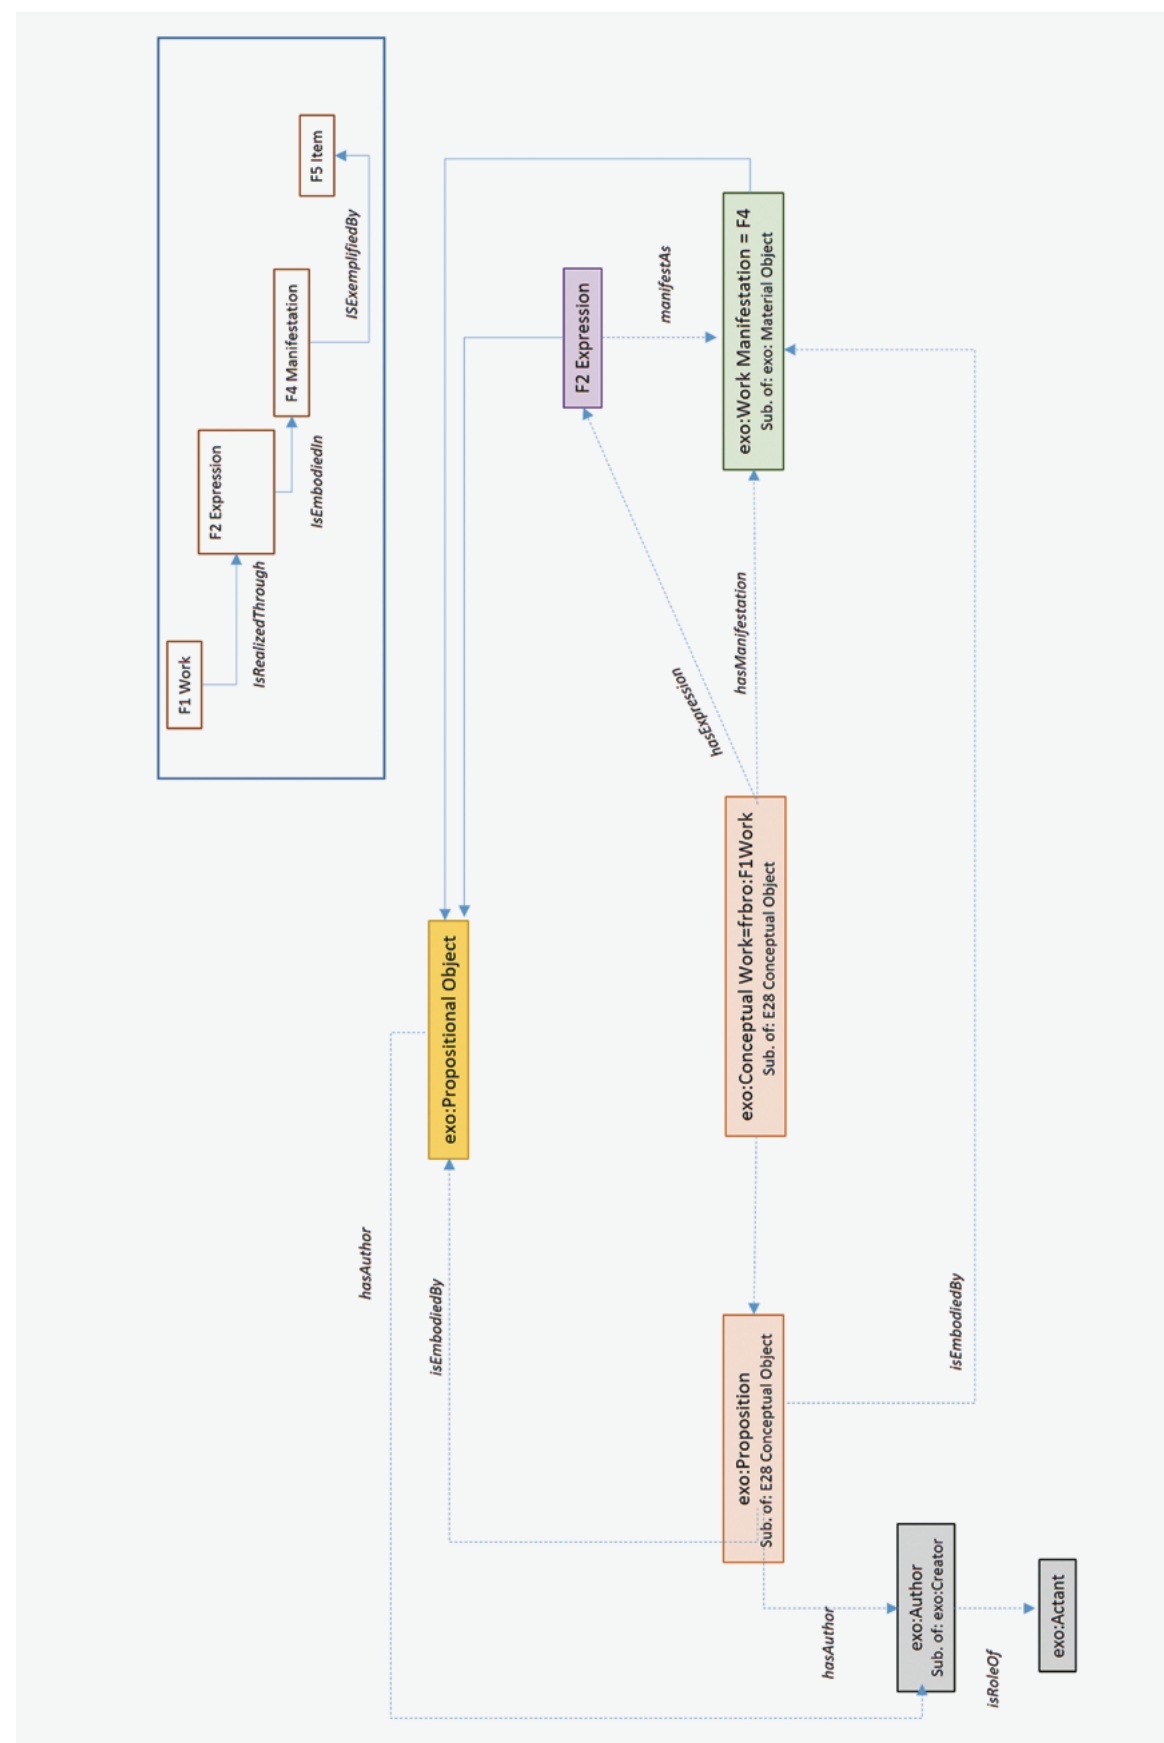 F1 Work
IsRealizedThrough
F2 Expression
IsEmbodiedIn
F4 Manifestation
ISExemplifiedBy
F5 Item
hasAuthor
isEmbodiedBy
exo:Propositional Object
F2 Expression
manifestAs
hasExpression
hasManifestation
exo:Proposition
Sub. of: E28 Conceptual Object
exo:Conceptual Work=frbro:F1Work
Sub. of: E28 Conceptual Object
exo:Work Manifestation = F4
Sub. of: exo: Material Object
hasAuthor
exo:Author
Sub. of: exo:Creator
isEmbodiedBy
isRoleOf
exo:Actant